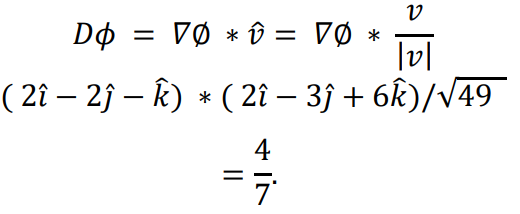 Dϕ = ∇Ø * v̂ = ∇Ø * v/|v|
( 2î − 2ĵ − k̂) * ( 2î − 3ĵ + 6k̂)/√49
= 4/7.